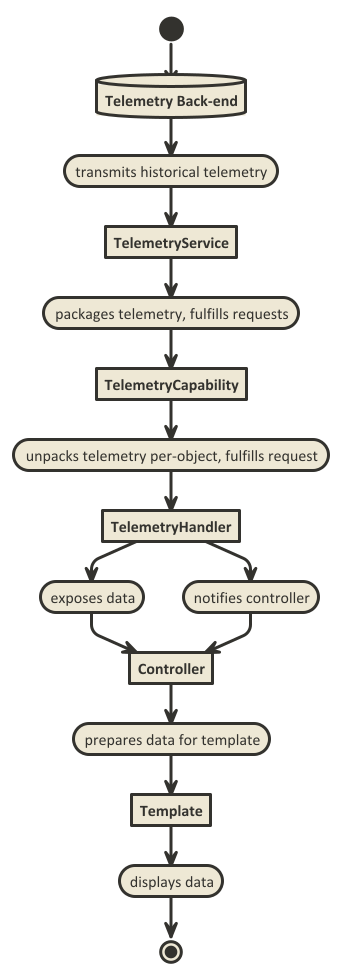 Telemetry Back-end
transmits historical telemetry
TelemetryService
packages telemetry, fulfills requests
TelemetryCapability
unpacks telemetry per-object, fulfills request
TelemetryHandler
exposes data
notifies controller
Controller
prepares data for template
Template
displays data